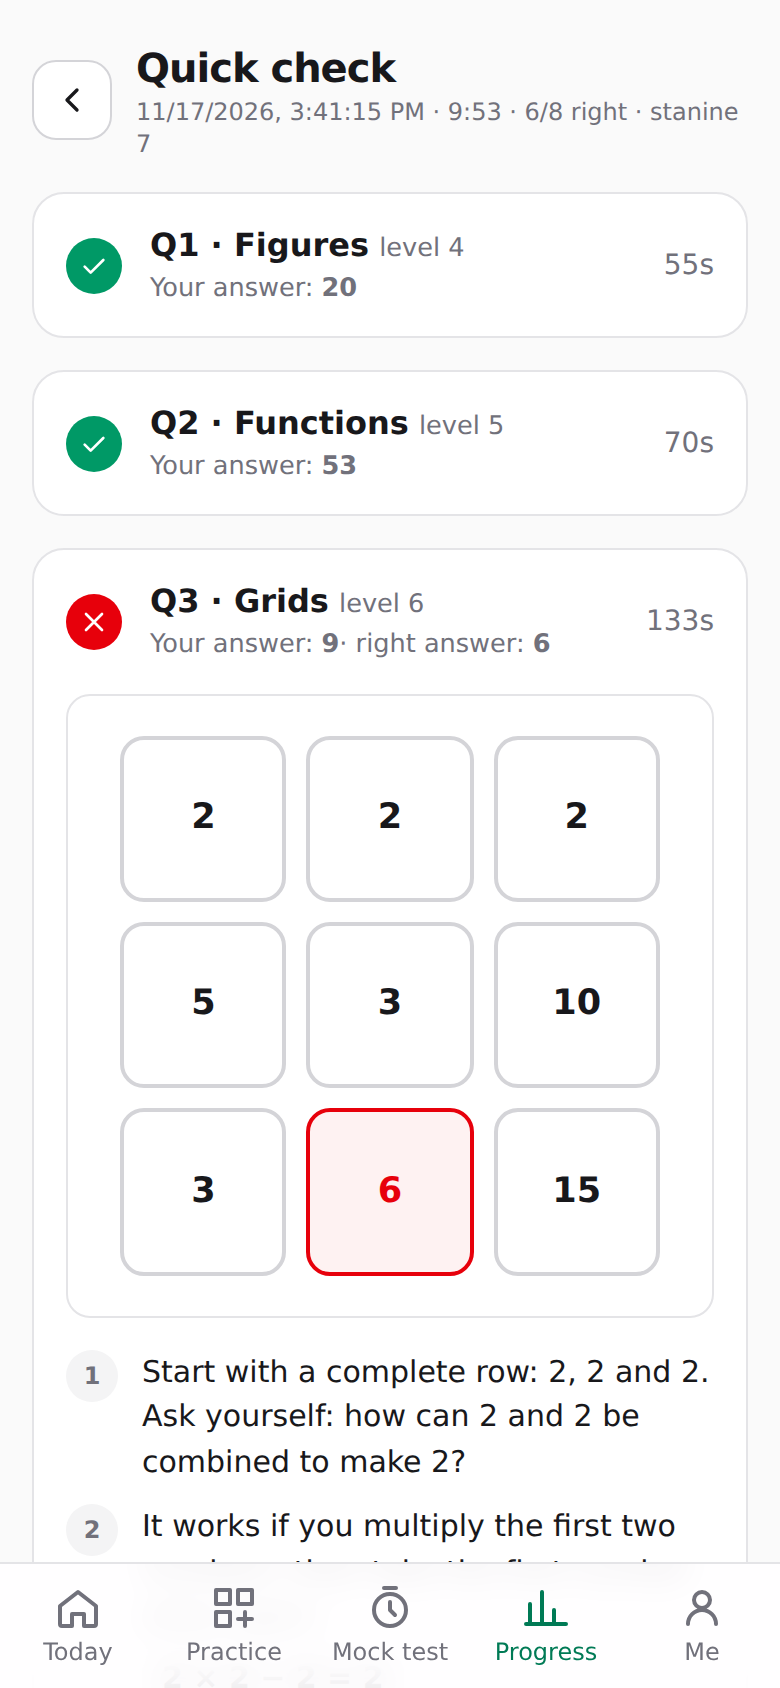 Quick check
11/17/2026, 3:41:15 PM · 9:53 · 6/8 right · stanine
7
Q1 · Figures level 4
Your answer: 20
55s
Q2 · Functions level 5
Your answer: 53
70s
Q3 · Grids level 6
Your answer: 9· right answer: 6
133s
2 2 2
5 3 10
3 6 15
1 Start with a complete row: 2, 2 and 2.
Ask yourself: how can 2 and 2 be
combined to make 2?
2 It works if you multiply the first two
2 × 2 − 2 = 2
Today Practice Mock test Progress Me